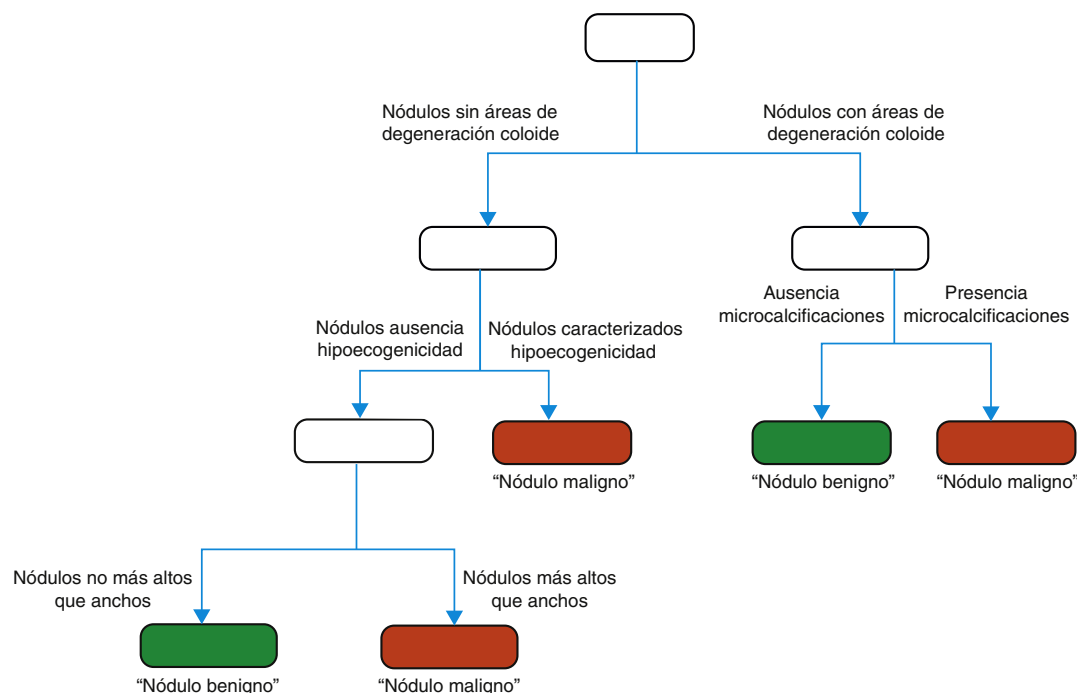 Nódulos sin áreas de
degeneración coloide
Nódulos con áreas de
degeneración coloide
Nódulos ausencia
hipoecogenicidad
Nódulos caracterizados
hipoecogenicidad
Ausencia
microcalcificaciones
Presencia
microcalcificaciones
“Nódulo maligno”
“Nódulo benigno”
“Nódulo maligno”
Nódulos no más altos
que anchos
Nódulos más altos
que anchos
“Nódulo benigno”
“Nódulo maligno”